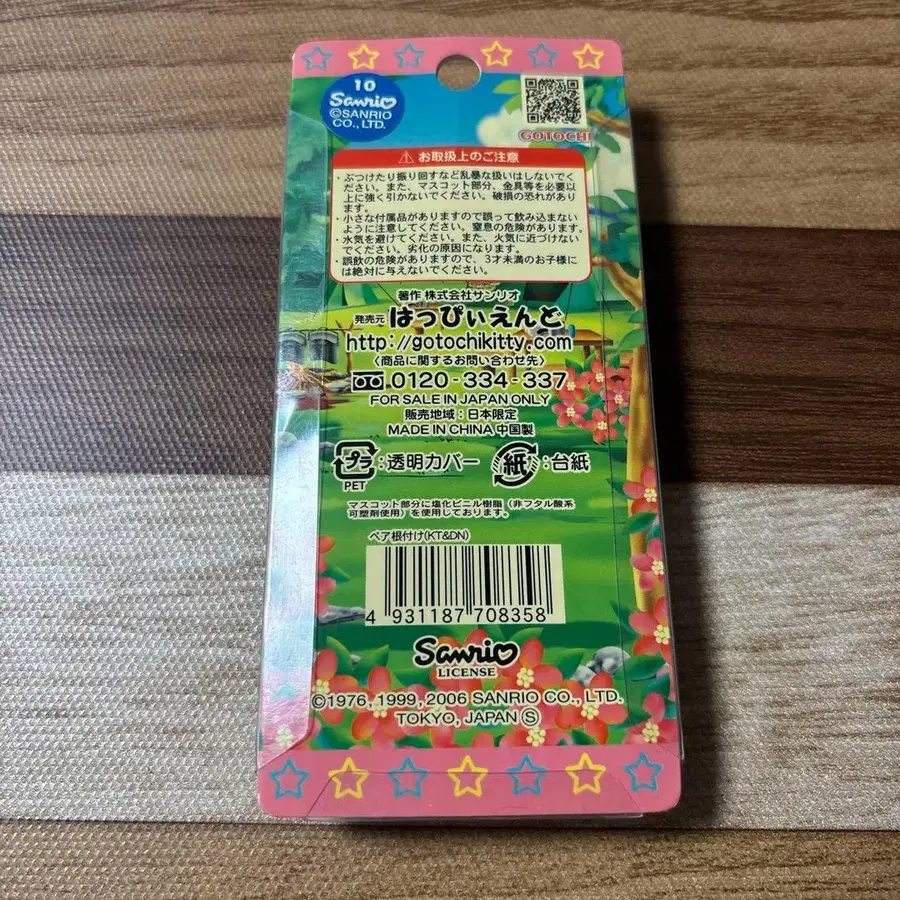 10
Sanrio
©SANRIO
CO., LTD.
GOTOCHI
お取扱上のご注意
・ぶつけたり振り回すなど乱暴な扱いはしないでく
ださい。また、マスコット部分、金具等を必要以
上に強く引かないでください。破損の恐れがありま
す。
・小さな付属品がありますので誤って飲み込まない
ように注意してください。窒息の危険があります。
・水気を避けてください。また、火気に近づけない
でください。劣化の原因になります。
・誤飲の危険がありますので、3才未満のお子様に
は絶対に与えないでください。
著作 株式会社サンリオ
発売元 はっぴぃえんど
http://gotochikitty.com
〈商品に関するお問い合わせ先〉
0120-334-337
FOR SALE IN JAPAN ONLY
販売地域：日本限定
MADE IN CHINA 中国製
プラ：透明カバー 紙：台紙
PET
マスコット部分に塩化ビニル樹脂（非フタル酸系
可塑剤使用）を使用しております。
ペア根付け(KT&DN)
4 931187 708358
Sanrio
LICENSE
©1976, 1999, 2006 SANRIO CO., LTD.
TOKYO, JAPAN Ⓢ